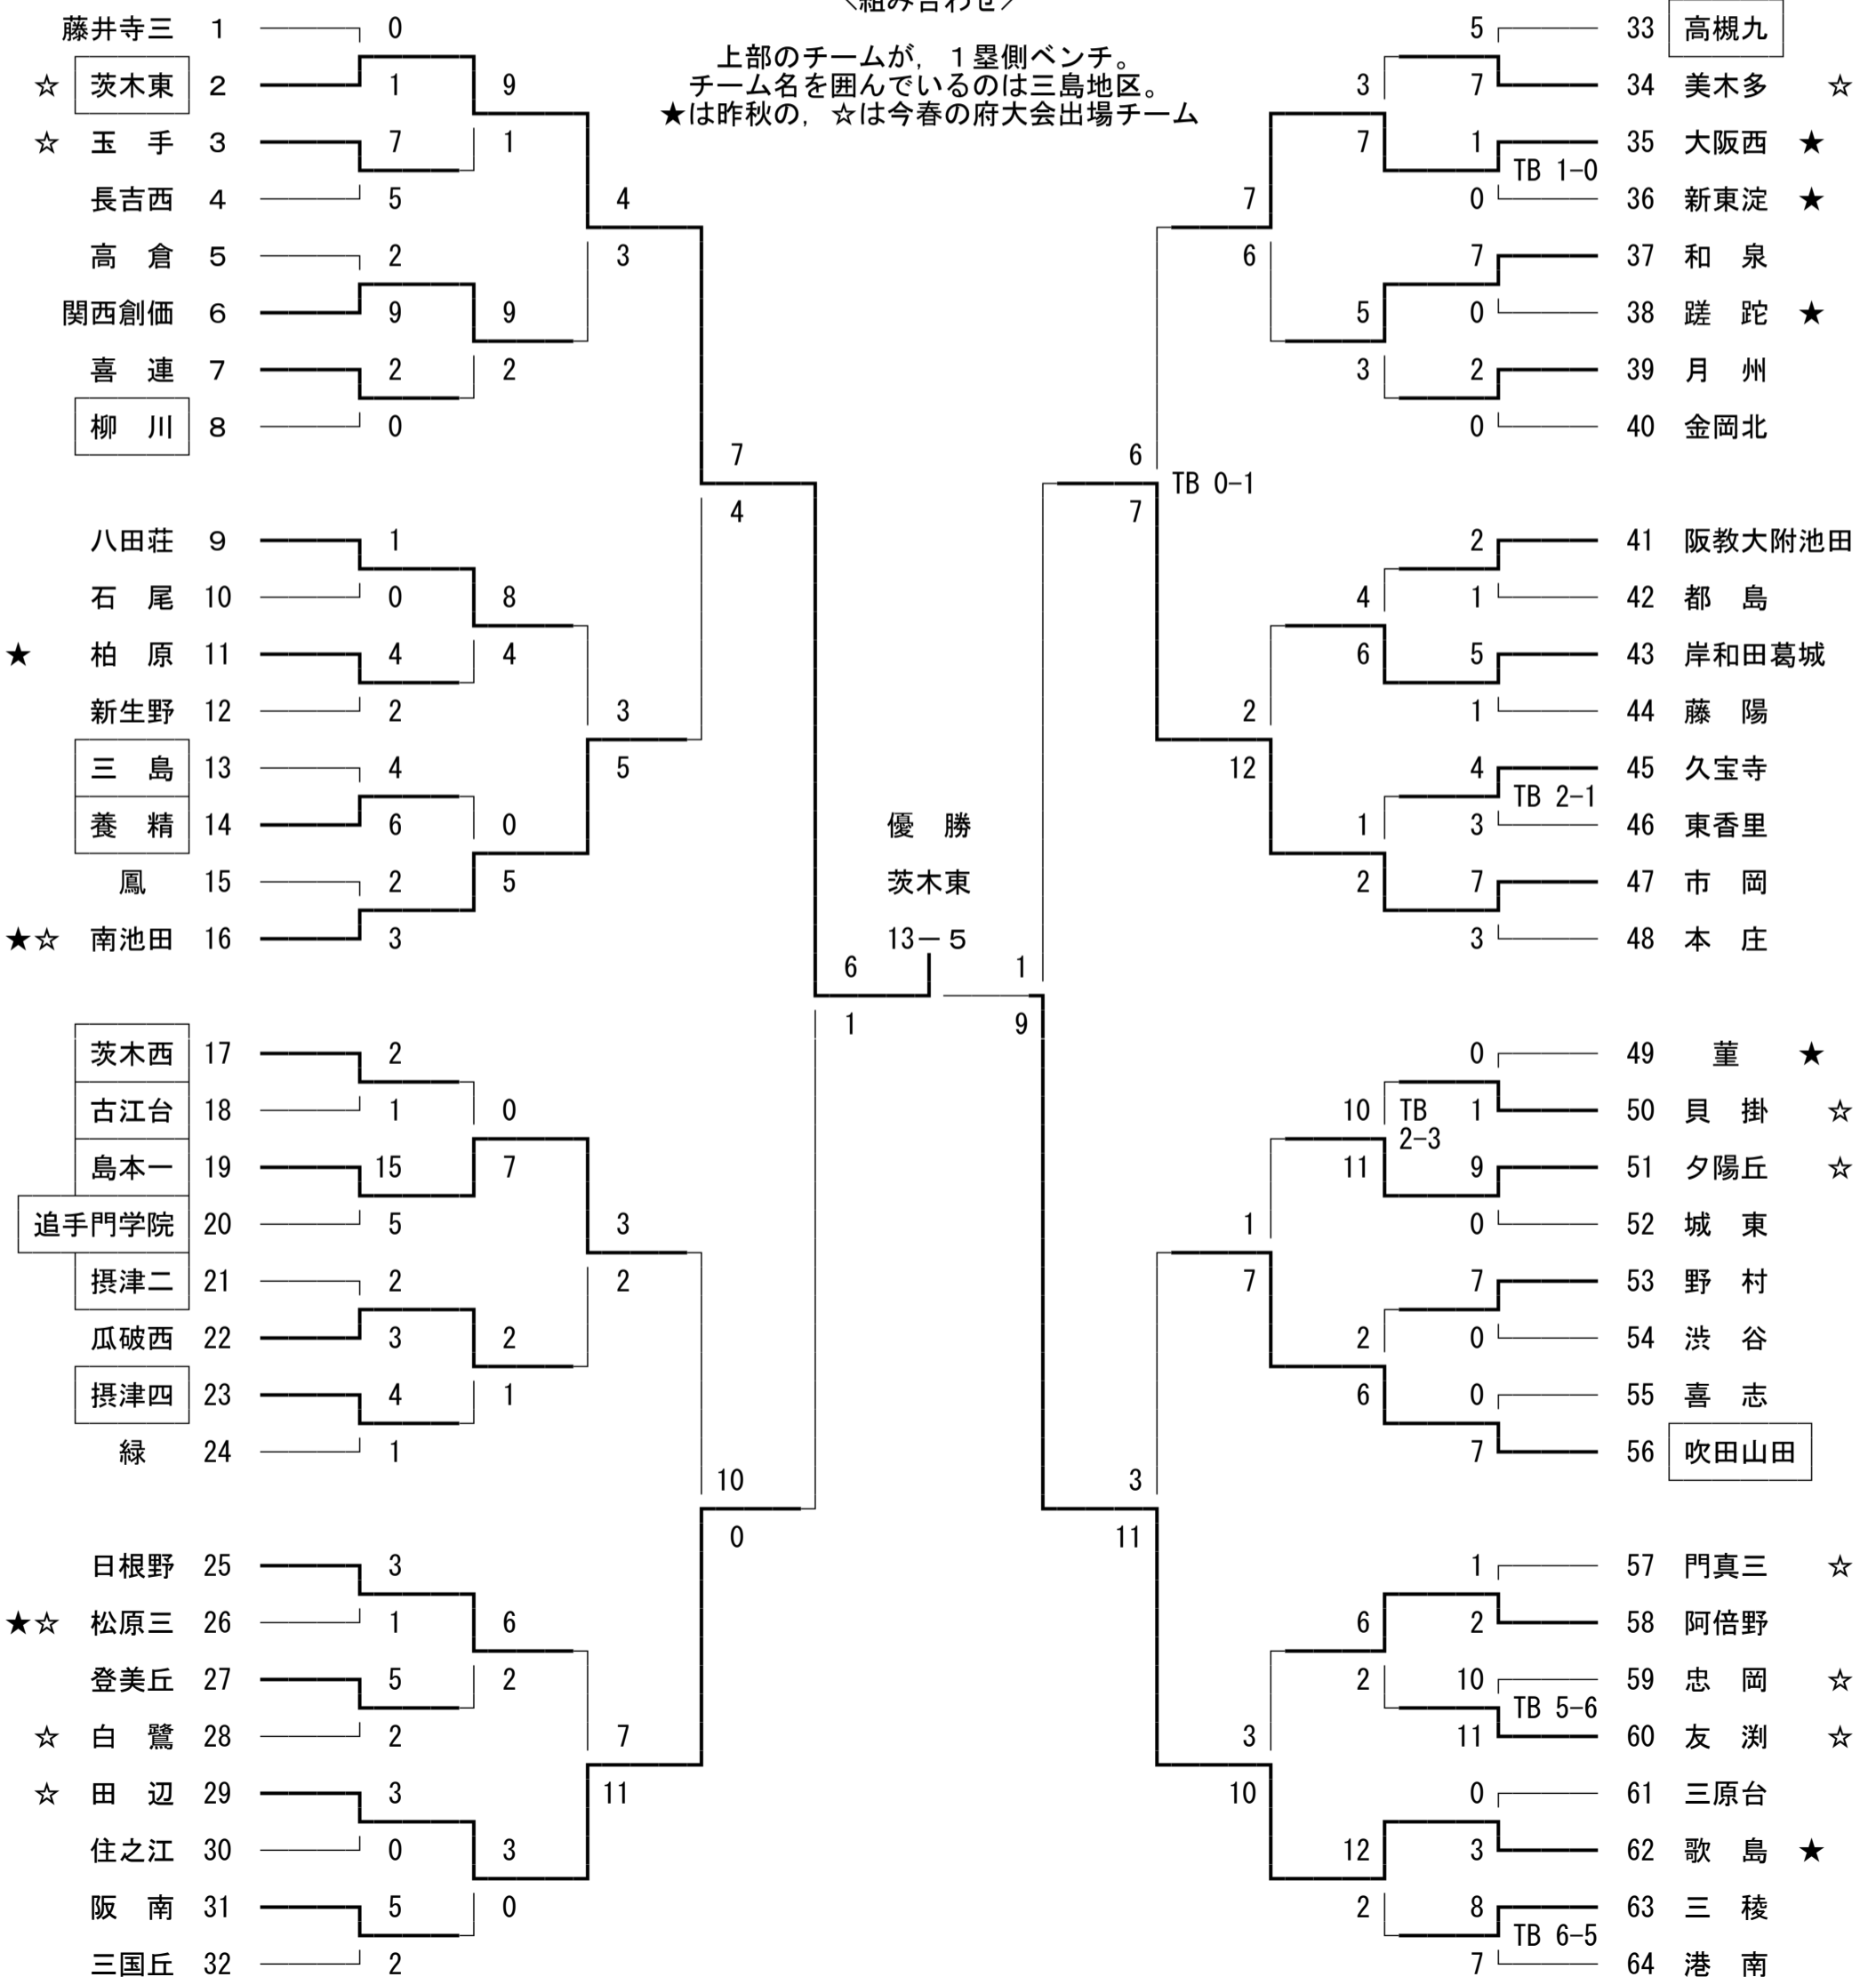 〈組み合わせ〉
上部のチームが，１塁側ベンチ。
チーム名を囲んでいるのは三島地区。
★は昨秋の，☆は今春の府大会出場チーム
藤井寺三 1 0
☆ 茨木東 2 1 9
☆ 玉 手 3 7 1
長吉西 4 5 4
高 倉 5 2 3
関西創価 6 9 9
喜 連 7 2 2
柳 川 8 0
7
4
八田荘 9 1
石 尾 10 0 8
★ 柏 原 11 4 4
新生野 12 2 3
三 島 13 4 5
養 精 14 6 0
鳳 15 2 5
★☆ 南池田 16 3
6
1
茨木西 17 2
古江台 18 1 0
島本一 19 15 7
追手門学院 20 5 3
摂津二 21 2 2
瓜破西 22 3 2
摂津四 23 4 1
緑 24 1
10
0
日根野 25 3
★☆ 松原三 26 1 6
登美丘 27 5 2
☆ 白 鷺 28 2 7
☆ 田 辺 29 3 11
住之江 30 0 3
阪 南 31 5 0
三国丘 32 2
優 勝
茨木東
13－5
5 33 高槻九
3 7 34 美木多 ☆
7 1 35 大阪西 ★
TB 1-0
7 0 36 新東淀 ★
6 7 37 和 泉
5 0 38 蹉 跎 ★
3 2 39 月 州
0 40 金岡北
6
TB 0-1
7
2 41 阪教大附池田
4 1 42 都 島
6 5 43 岸和田葛城
2 1 44 藤 陽
12 4 45 久宝寺
TB 2-1
1 3 46 東香里
2 7 47 市 岡
3 48 本 庄
1
9
0 49 菫 ★
10 TB 1 50 貝 掛 ☆
2-3
11 9 51 夕陽丘 ☆
1 0 52 城 東
7 7 53 野 村
2 0 54 渋 谷
6 0 55 喜 志
7 56 吹田山田
3
11
1 57 門真三 ☆
6 2 58 阿倍野
2 10 59 忠 岡 ☆
TB 5-6
3 11 60 友 渕 ☆
10 0 61 三原台
12 3 62 歌 島 ★
2 8 63 三 稜
TB 6-5
7 64 港 南